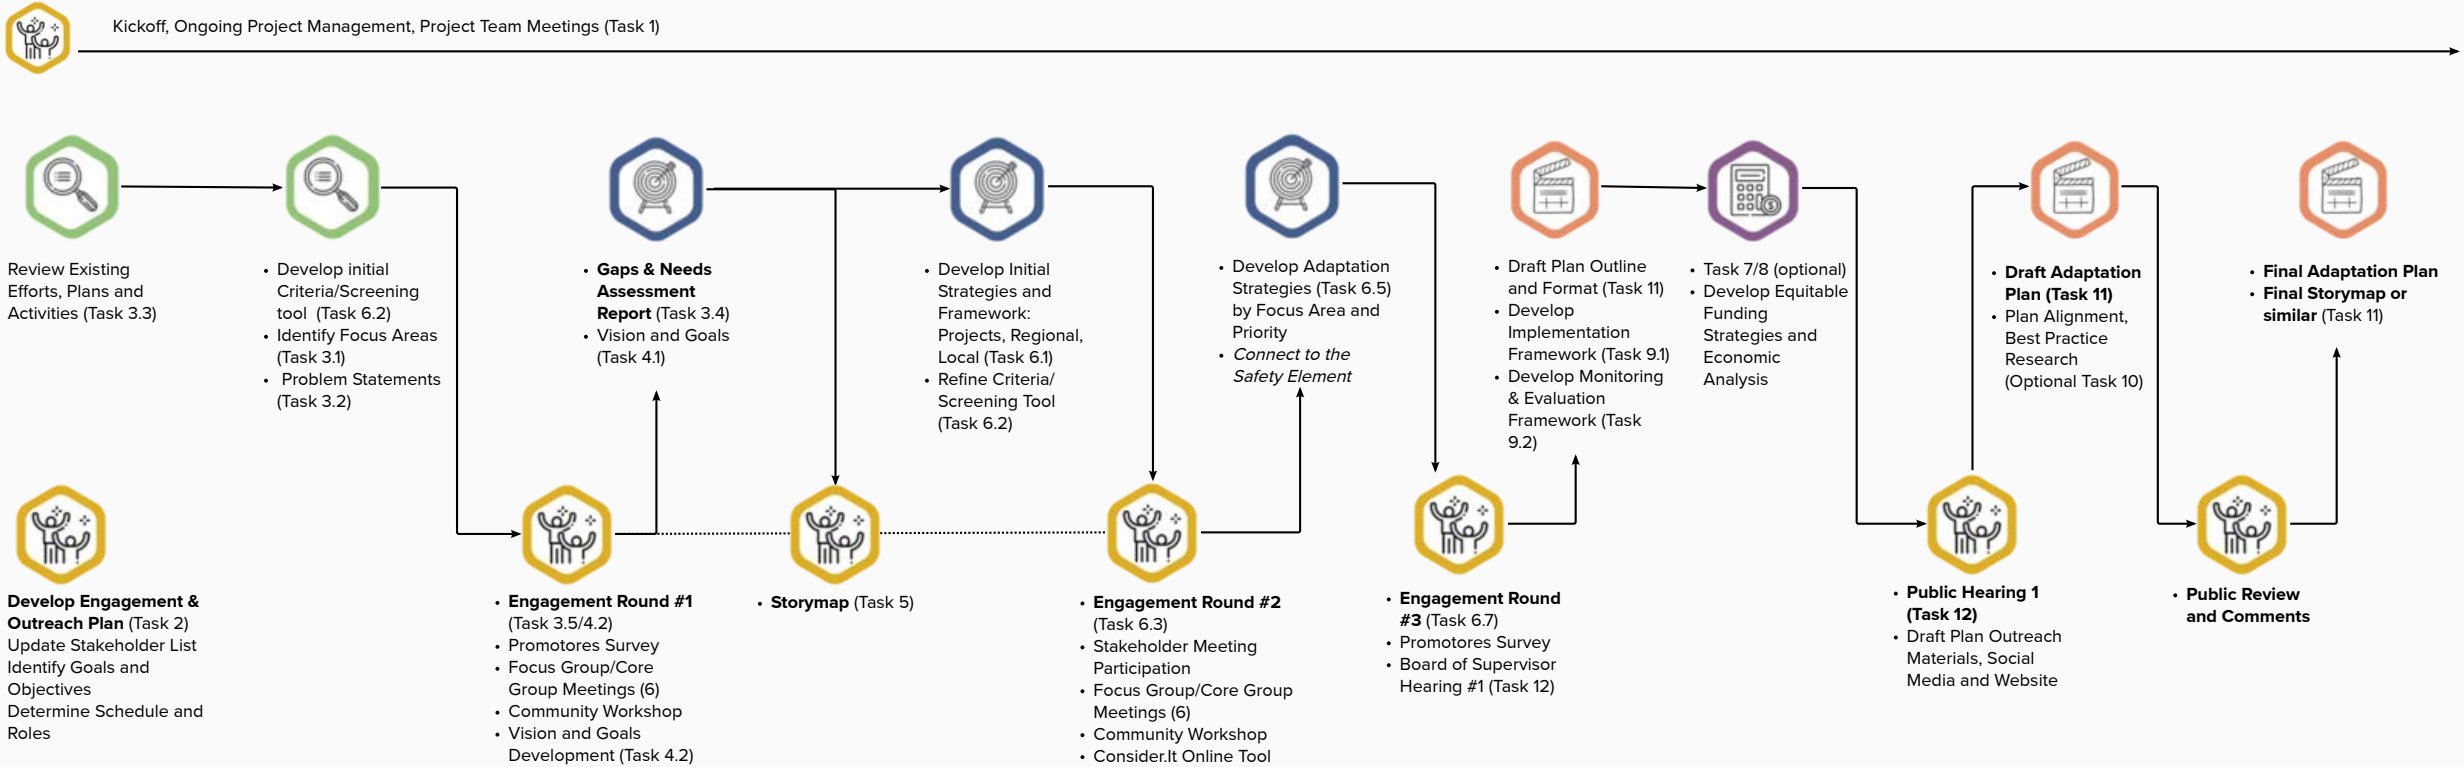 Kickoff, Ongoing Project Management, Project Team Meetings (Task 1)
Review Existing
Efforts, Plans and
Activities (Task 3.3)
• Develop initial
Criteria/Screening
tool (Task 6.2)
• Identify Focus Areas
(Task 3.1)
• Problem Statements
(Task 3.2)
• Gaps & Needs
Assessment
Report (Task 3.4)
• Vision and Goals
(Task 4.1)
• Develop Initial
Strategies and
Framework:
Projects, Regional,
Local (Task 6.1)
• Refine Criteria/
Screening Tool
(Task 6.2)
• Develop Adaptation
Strategies (Task 6.5)
by Focus Area and
Priority
• Connect to the
Safety Element
• Draft Plan Outline
and Format (Task 11)
• Develop
Implementation
Framework (Task 9.1)
• Develop Monitoring
& Evaluation
Framework (Task
9.2)
• Task 7/8 (optional)
• Develop Equitable
Funding
Strategies and
Economic
Analysis
• Draft Adaptation
Plan (Task 11)
• Plan Alignment,
Best Practice
Research
(Optional Task 10)
• Final Adaptation Plan
• Final Storymap or
similar (Task 11)
Develop Engagement &
Outreach Plan (Task 2)
Update Stakeholder List
Identify Goals and
Objectives
Determine Schedule and
Roles
• Engagement Round #1
(Task 3.5/4.2)
• Promotores Survey
• Focus Group/Core
Group Meetings (6)
• Community Workshop
• Vision and Goals
Development (Task 4.2)
• Storymap (Task 5)
• Engagement Round #2
(Task 6.3)
• Stakeholder Meeting
Participation
• Focus Group/Core Group
Meetings (6)
• Community Workshop
• Consider.It Online Tool
• Engagement Round
#3 (Task 6.7)
• Promotores Survey
• Board of Supervisor
Hearing #1 (Task 12)
• Public Hearing 1
(Task 12)
• Draft Plan Outreach
Materials, Social
Media and Website
• Public Review
and Comments